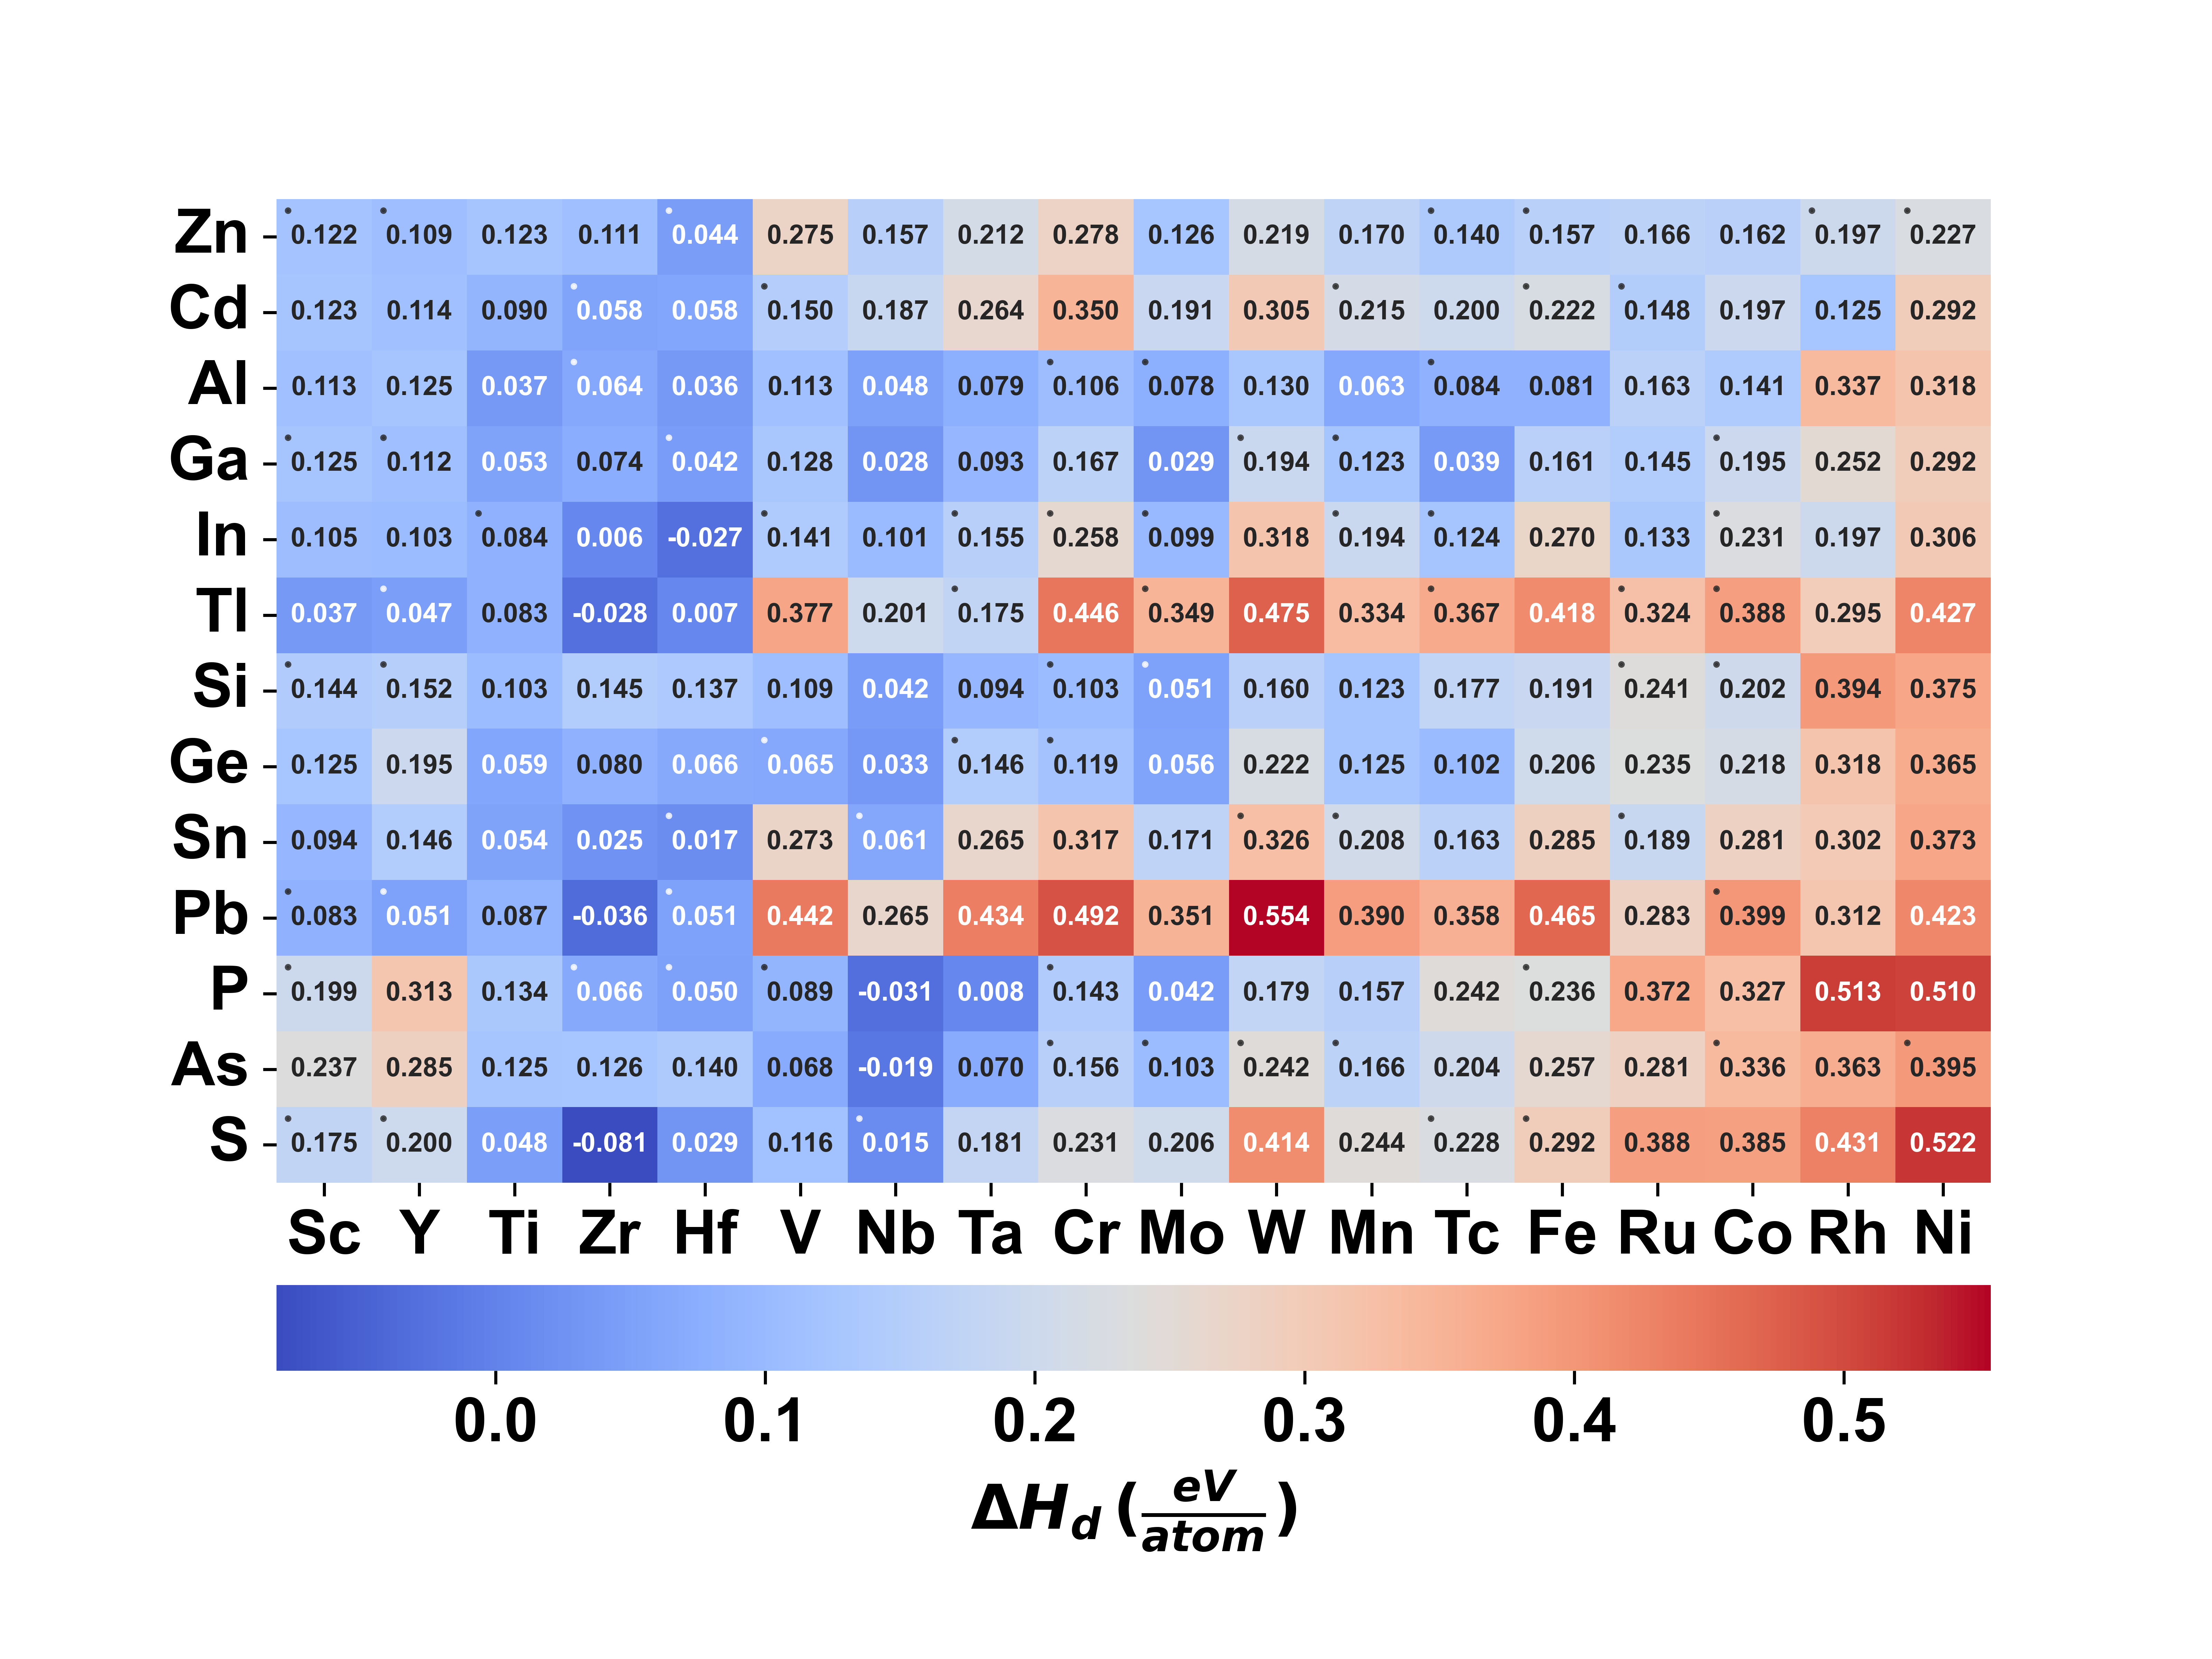 Zn 0.122 0.109 0.123 0.111 0.044 0.275 0.157 0.212 0.278 0.126 0.219 0.170 0.140 0.157 0.166 0.162 0.197 0.227
Cd 0.123 0.114 0.090 0.058 0.058 0.150 0.187 0.264 0.350 0.191 0.305 0.215 0.200 0.222 0.148 0.197 0.125 0.292
Al 0.113 0.125 0.037 0.064 0.036 0.113 0.048 0.079 0.106 0.078 0.130 0.063 0.084 0.081 0.163 0.141 0.337 0.318
Ga 0.125 0.112 0.053 0.074 0.042 0.128 0.028 0.093 0.167 0.029 0.194 0.123 0.039 0.161 0.145 0.195 0.252 0.292
In 0.105 0.103 0.084 0.006 -0.027 0.141 0.101 0.155 0.258 0.099 0.318 0.194 0.124 0.270 0.133 0.231 0.197 0.306
Tl 0.037 0.047 0.083 -0.028 0.007 0.377 0.201 0.175 0.446 0.349 0.475 0.334 0.367 0.418 0.324 0.388 0.295 0.427
Si 0.144 0.152 0.103 0.145 0.137 0.109 0.042 0.094 0.103 0.051 0.160 0.123 0.177 0.191 0.241 0.202 0.394 0.375
Ge 0.125 0.195 0.059 0.080 0.066 0.065 0.033 0.146 0.119 0.056 0.222 0.125 0.102 0.206 0.235 0.218 0.318 0.365
Sn 0.094 0.146 0.054 0.025 0.017 0.273 0.061 0.265 0.317 0.171 0.326 0.208 0.163 0.285 0.189 0.281 0.302 0.373
Pb 0.083 0.051 0.087 -0.036 0.051 0.442 0.265 0.434 0.492 0.351 0.554 0.390 0.358 0.465 0.283 0.399 0.312 0.423
P 0.199 0.313 0.134 0.066 0.050 0.089 -0.031 0.008 0.143 0.042 0.179 0.157 0.242 0.236 0.372 0.327 0.513 0.510
As 0.237 0.285 0.125 0.126 0.140 0.068 -0.019 0.070 0.156 0.103 0.242 0.166 0.204 0.257 0.281 0.336 0.363 0.395
S 0.175 0.200 0.048 -0.081 0.029 0.116 0.015 0.181 0.231 0.206 0.414 0.244 0.228 0.292 0.388 0.385 0.431 0.522
Sc Y Ti Zr Hf V Nb Ta Cr Mo W Mn Tc Fe Ru Co Rh Ni
0.0 0.1 0.2 0.3 0.4 0.5
ΔH_d (eV/atom)